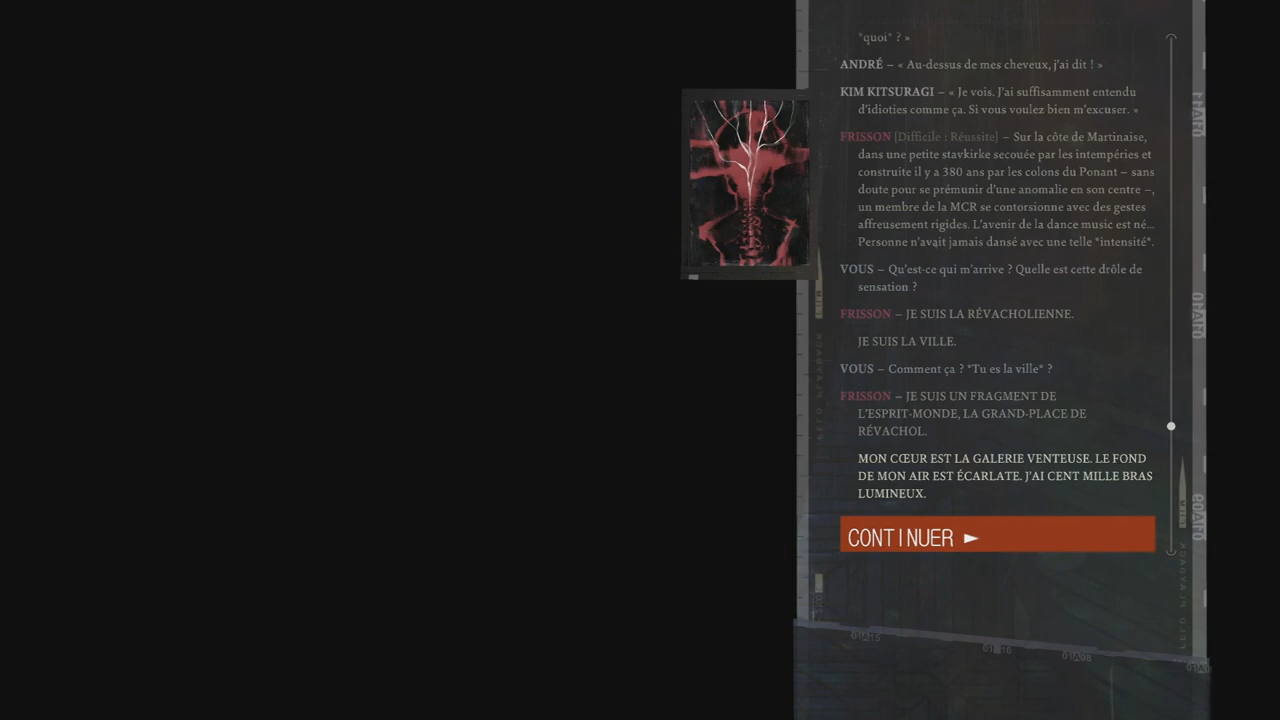 *quoi* ? »
ANDRÉ – « Au-dessus de mes cheveux, j'ai dit ! »
KIM KITSURAGI – « Je vois. J'ai suffisamment entendu
d'idioties comme ça. Si vous voulez bien m'excuser. »
FRISSON [Difficile : Réussite] – Sur la côte de Martinaise,
dans une petite stavkirke secouée par les intempéries et
construite il y a 380 ans par les colons du Ponant – sans
doute pour se prémunir d'une anomalie en son centre –,
un membre de la MCR se contorsionne avec des gestes
affreusement rigides. L'avenir de la dance music est né...
Personne n'avait jamais dansé avec une telle *intensité*.
VOUS – Qu'est-ce qui m'arrive ? Quelle est cette drôle de
sensation ?
FRISSON – JE SUIS LA RÉVACHOLIENNE.
JE SUIS LA VILLE.
VOUS – Comment ça ? *Tu es la ville* ?
FRISSON – JE SUIS UN FRAGMENT DE
L'ESPRIT-MONDE, LA GRAND-PLACE DE
RÉVACHOL.
MON CŒUR EST LA GALERIE VENTEUSE. LE FOND
DE MON AIR EST ÉCARLATE. J'AI CENT MILLE BRAS
LUMINEUX.
CONTINUER ►